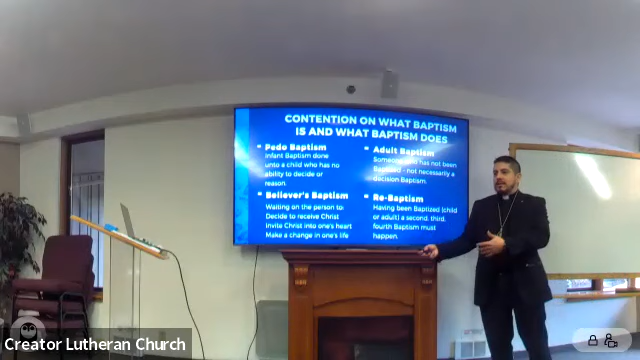 CONTENTION ON WHAT BAPTISM
IS AND WHAT BAPTISM DOES
Pedo Baptism
Infant Baptism done
unto a child who has no
ability to decide or
reason.
Believer's Baptism
Waiting on the person to
Decide to receive Christ
Invite Christ into one's heart
Make a change in one's life
Adult Baptism
Someone who has not been
Baptized - not necessarily a
decision Baptism.
Re-Baptism
Having been Baptized (child
or adult) a second, third,
fourth Baptism must
happen.
Creator Lutheran Church